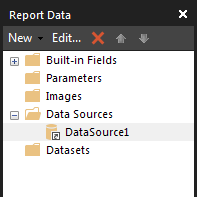 Report Data
New Edit...
Built-in Fields
Parameters
Images
Data Sources
DataSource1
Datasets